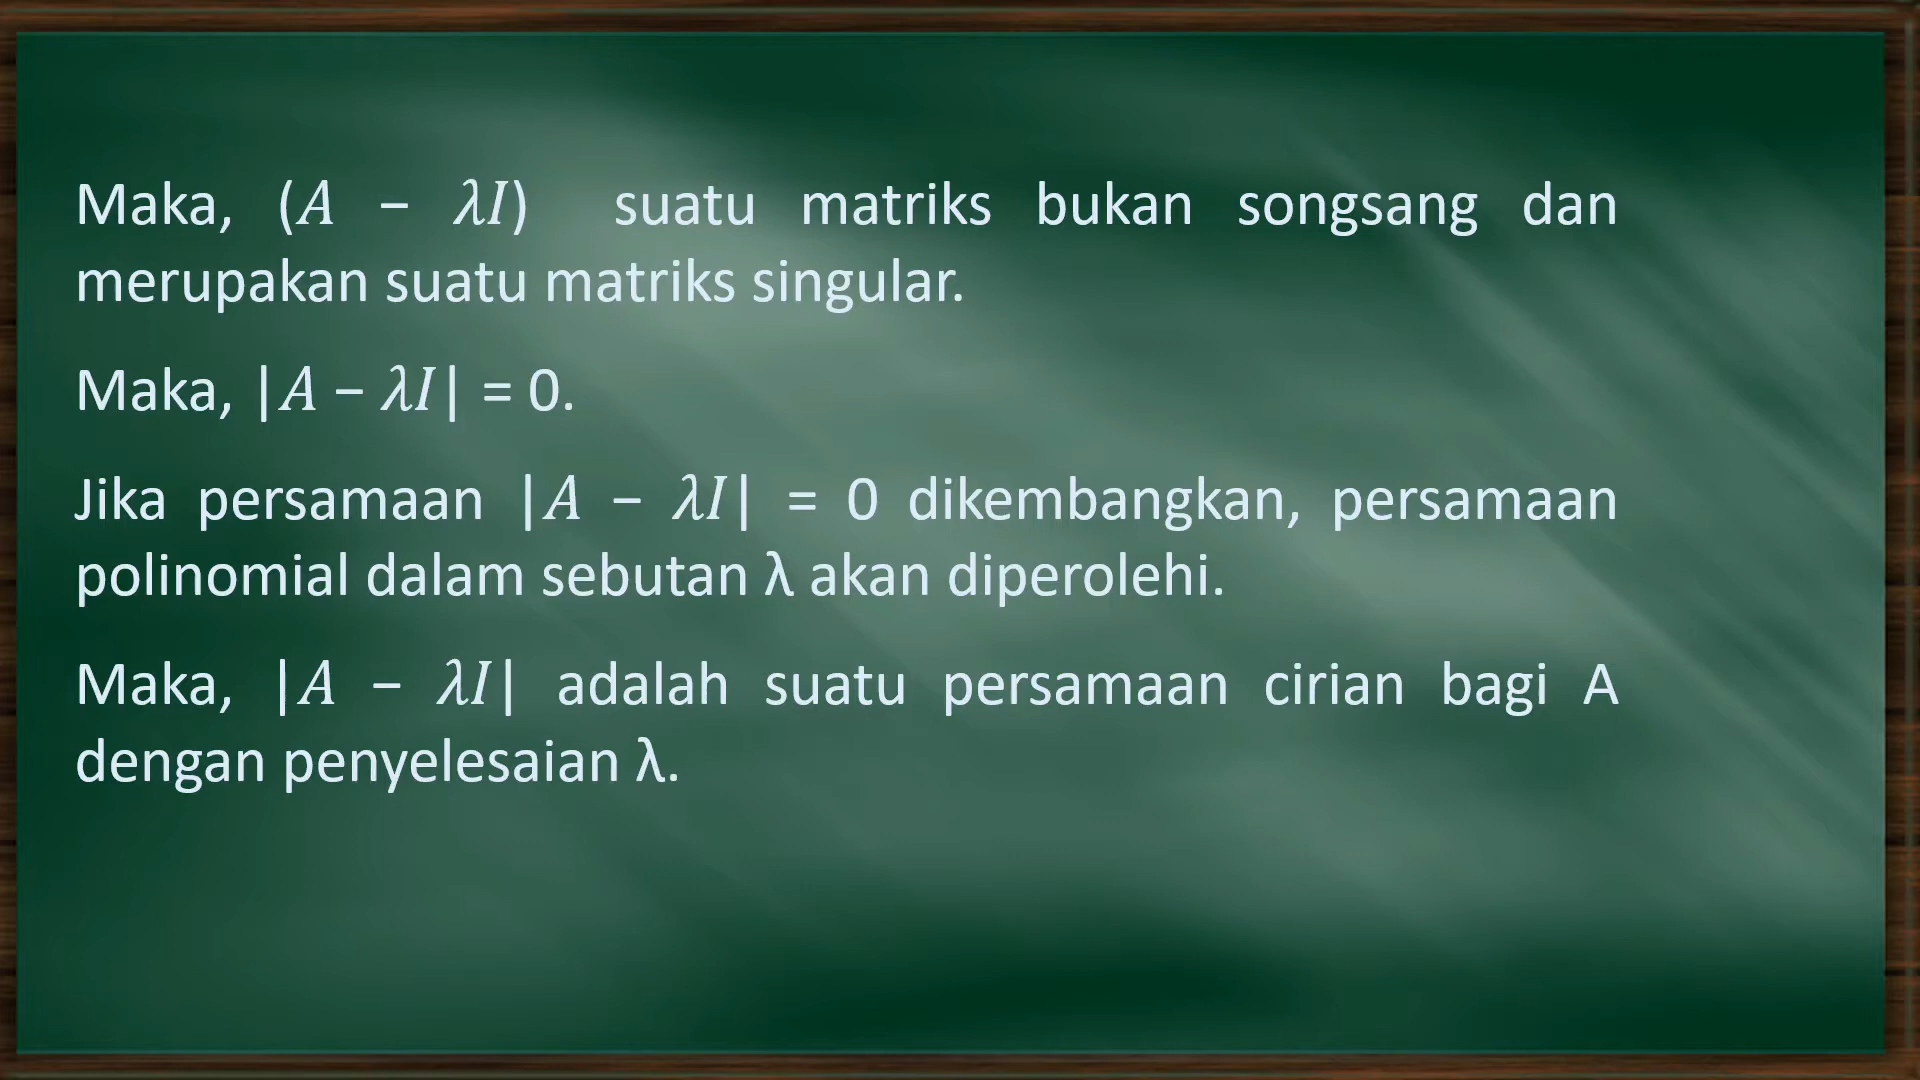 Maka, (𝐴 − 𝜆𝐼) suatu matriks bukan songsang dan
merupakan suatu matriks singular.
Maka, |𝐴 − 𝜆𝐼| = 0.
Jika persamaan |𝐴 − 𝜆𝐼| = 0 dikembangkan, persamaan
polinomial dalam sebutan λ akan diperolehi.
Maka, |𝐴 − 𝜆𝐼| adalah suatu persamaan cirian bagi A
dengan penyelesaian λ.